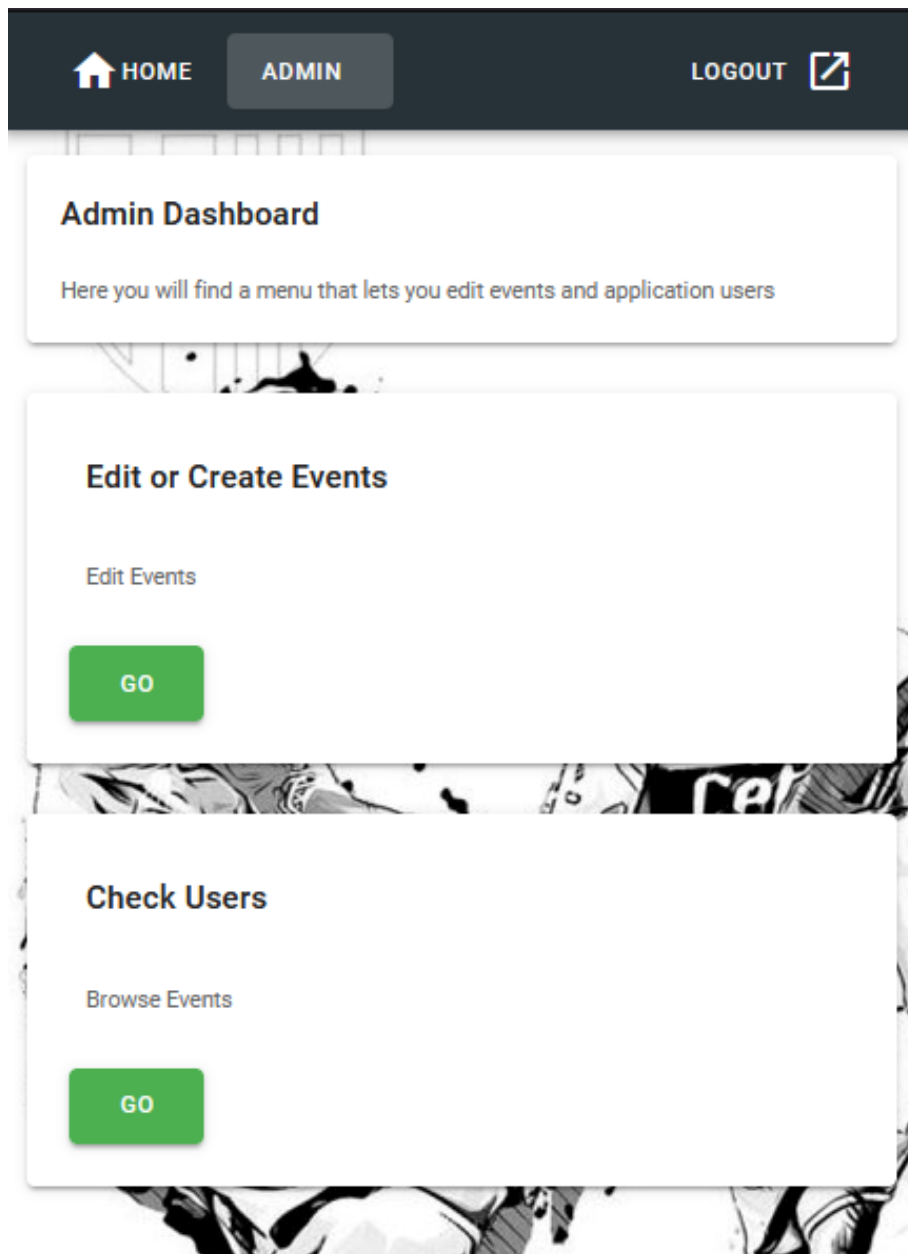 HOME ADMIN LOGOUT
Admin Dashboard
Here you will find a menu that lets you edit events and application users
Edit or Create Events
Edit Events
GO
Check Users
Browse Events
GO